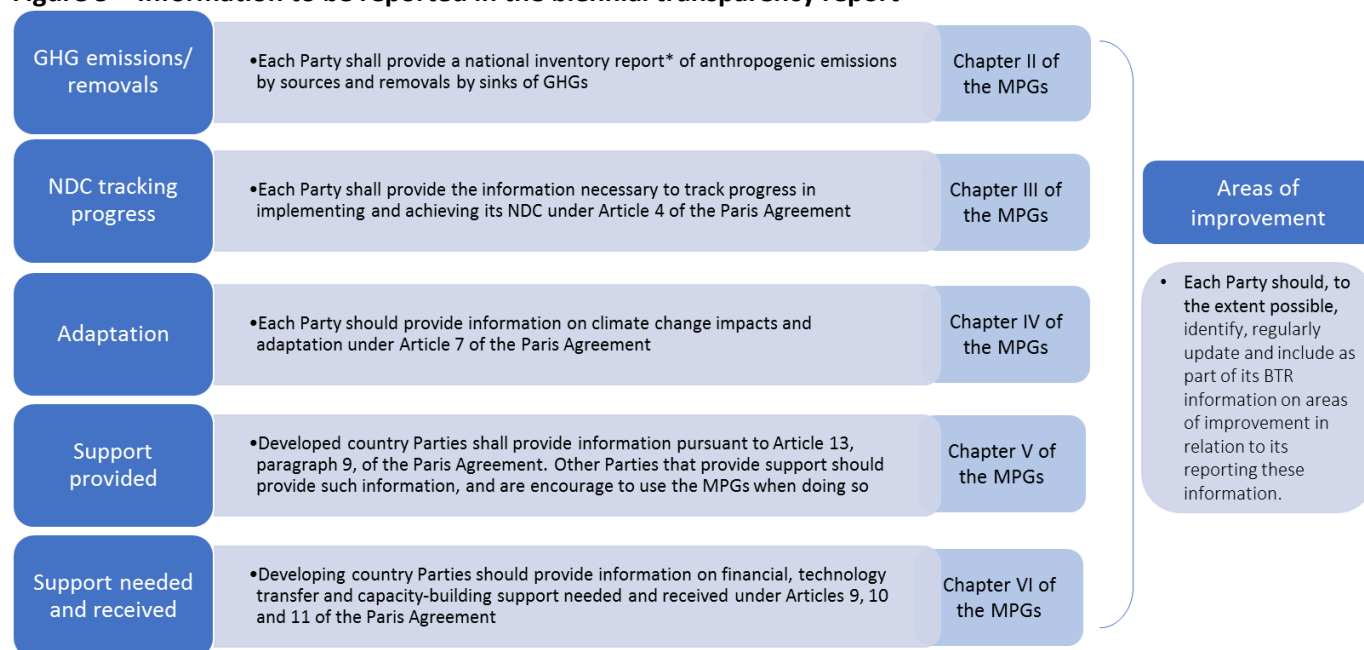 Figure – Information to be reported in the biennial transparency report
GHG emissions/
removals
•Each Party shall provide a national inventory report* of anthropogenic emissions
by sources and removals by sinks of GHGs
Chapter II of
the MPGs
NDC tracking
progress
•Each Party shall provide the information necessary to track progress in
implementing and achieving its NDC under Article 4 of the Paris Agreement
Chapter III of
the MPGs
Adaptation
•Each Party should provide information on climate change impacts and
adaptation under Article 7 of the Paris Agreement
Chapter IV of
the MPGs
Support
provided
•Developed country Parties shall provide information pursuant to Article 13,
paragraph 9, of the Paris Agreement. Other Parties that provide support should
provide such information, and are encourage to use the MPGs when doing so
Chapter V of
the MPGs
Support needed
and received
•Developing country Parties should provide information on financial, technology
transfer and capacity-building support needed and received under Articles 9, 10
and 11 of the Paris Agreement
Chapter VI of
the MPGs
Areas of
improvement
• Each Party should, to
the extent possible,
identify, regularly
update and include as
part of its BTR
information on areas
of improvement in
relation to its
reporting these
information.